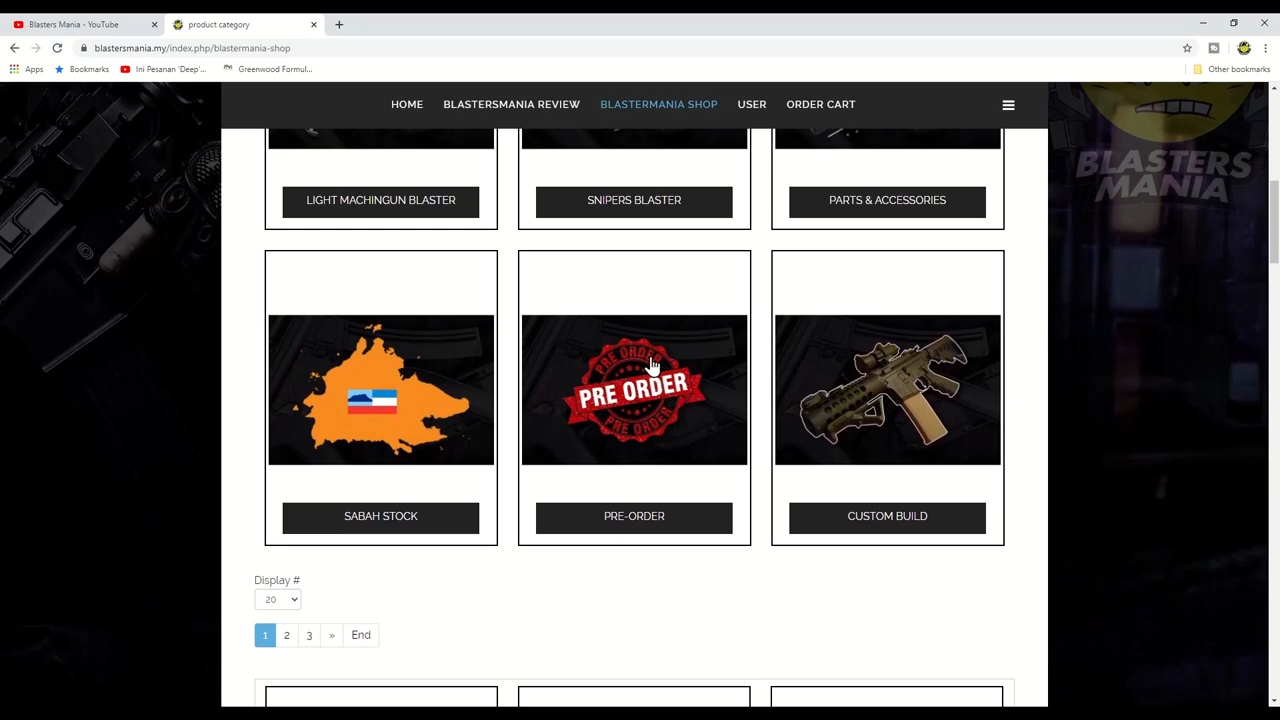 Blasters Mania - YouTube
product category
blastersmania.my/index.php/blastermania-shop
Apps
Bookmarks
Ini Pesanan 'Deep'...
Greenwood Formul...
Other bookmarks
HOME
BLASTERSMANIA REVIEW
BLASTERMANIA SHOP
USER
ORDER CART
BLASTERS
MANIA
LIGHT MACHINGUN BLASTER
SNIPERS BLASTER
PARTS & ACCESSORIES
PRE ORDER
PRE ORDER
PRE ORDER
SABAH STOCK
PRE-ORDER
CUSTOM BUILD
Display #
20
1
2
3
»
End